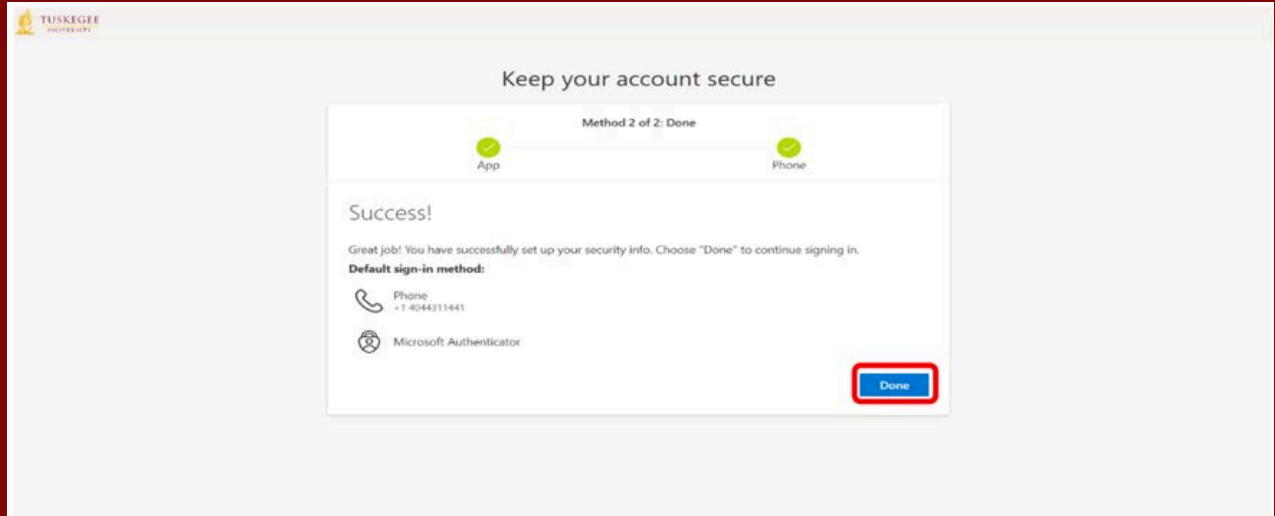 TUSKEGEE
UNIVERSITY
Keep your account secure
Method 2 of 2: Done
App
Phone
Success!
Great job! You have successfully set up your security info. Choose "Done" to continue signing in.
Default sign-in method:
Phone
+1 4044311441
Microsoft Authenticator
Done